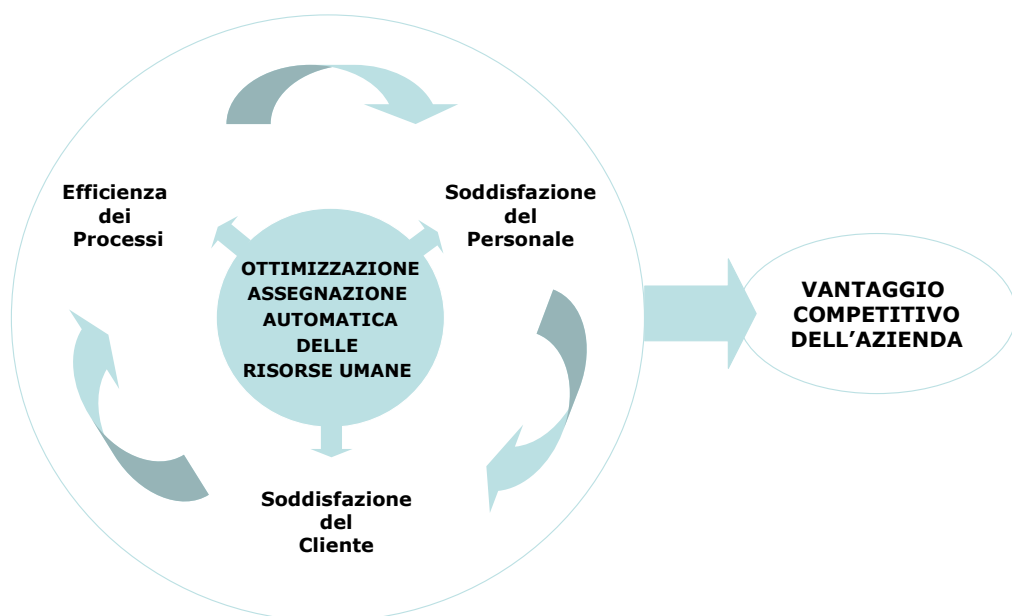 Efficienza
dei
Processi
Soddisfazione
del
Personale
OTTIMIZZAZIONE
ASSEGNAZIONE
AUTOMATICA
DELLE
RISORSE UMANE
Soddisfazione
del
Cliente
VANTAGGIO
COMPETITIVO
DELL’AZIENDA